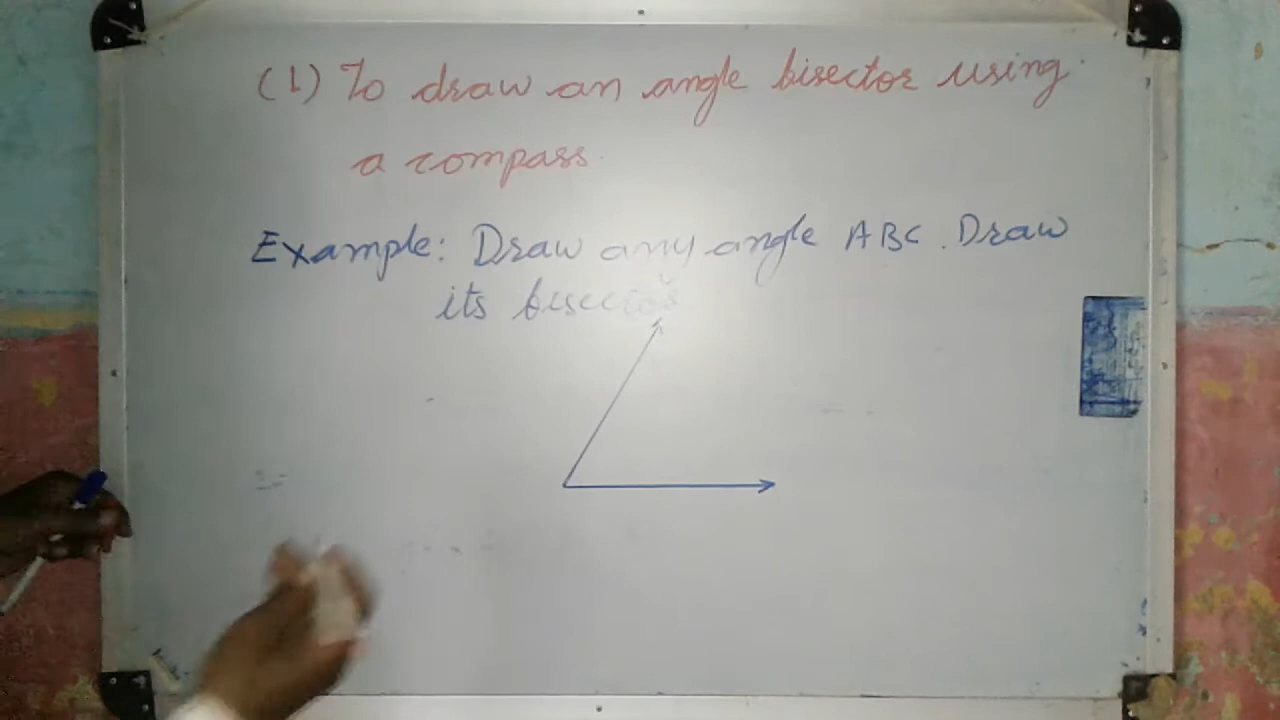 (1) To draw an angle bisector using
a compass.
Example: Draw any angle ABC. Draw
its bisector